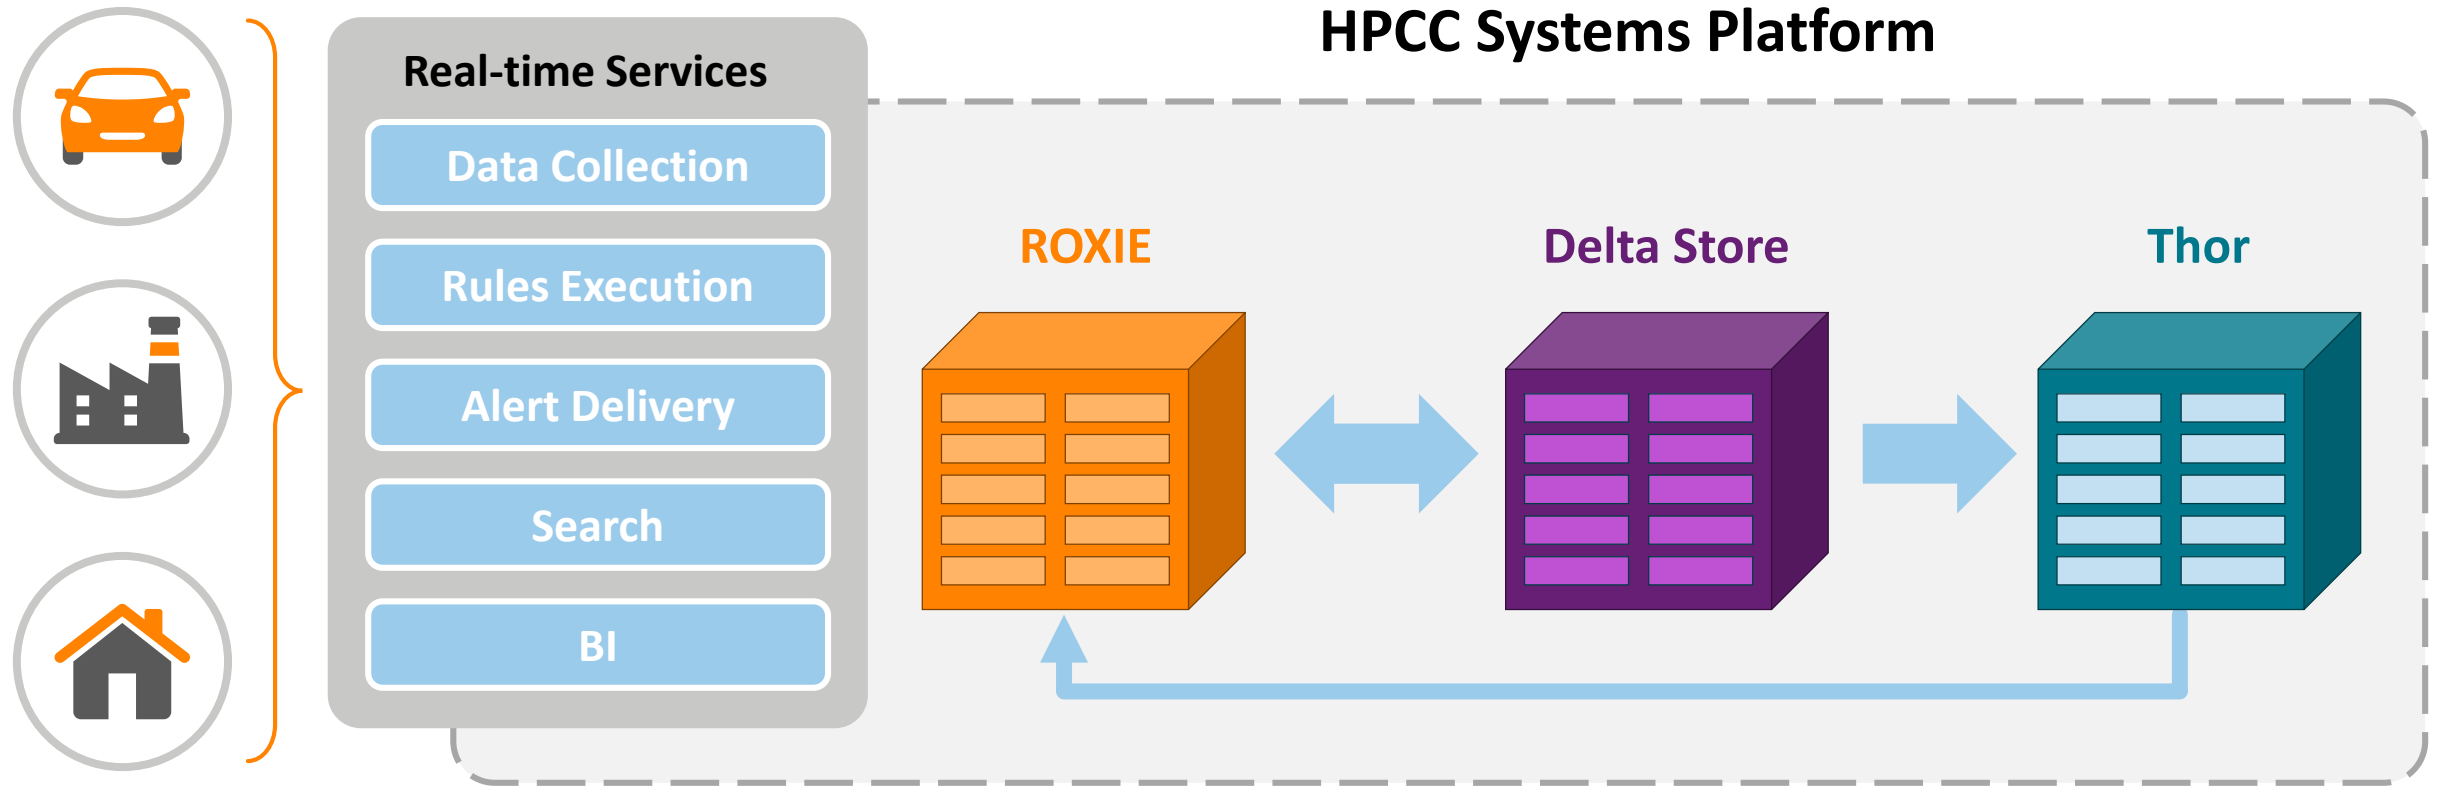 HPCC Systems Platform
Real-time Services
Data Collection
Rules Execution
Alert Delivery
Search
BI
ROXIE
Delta Store
Thor